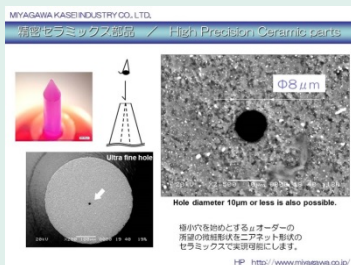 MIYAGAWA KASEI INDUSTRY CO., LTD.
精密セラミックス部品 ／ High Precision Ceramic parts
Φ8μm
Ultra fine hole
Hole diameter 10μm or less is also possible.
極小穴を始めとするμオーダーの
所望の微細形状をニアネット形状の
セラミックスで実現可能にします。
HP http://www.miyagawa.co.jp/